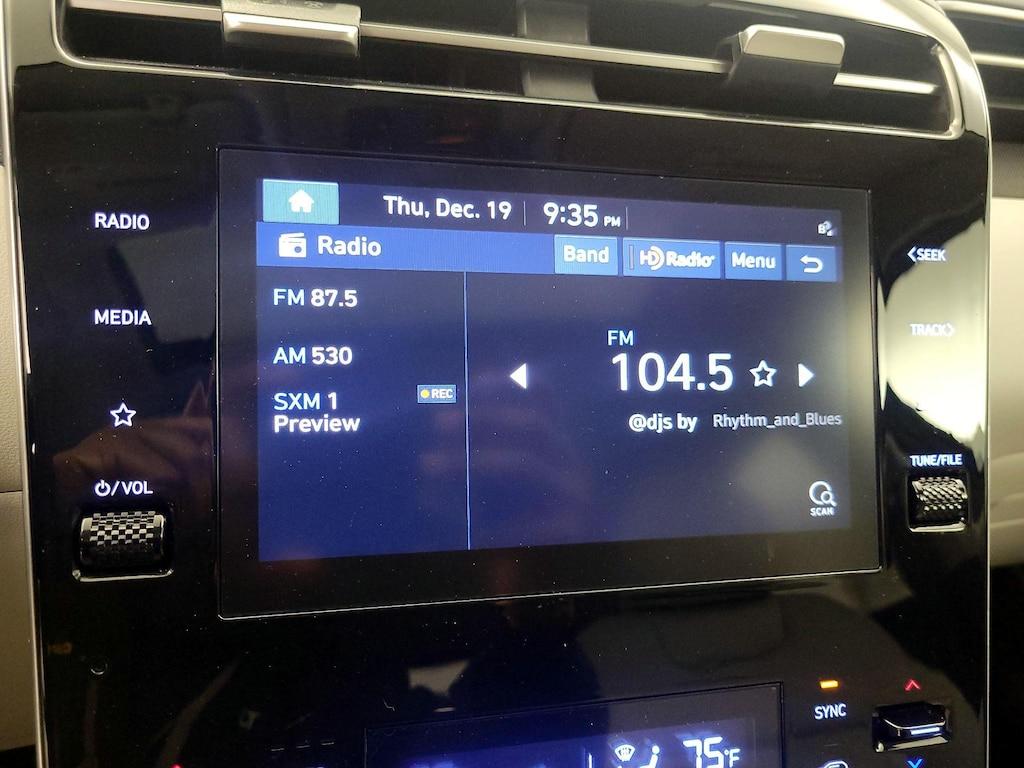 RADIO
MEDIA
⏻/VOL
Thu, Dec. 19 9:35 PM
Radio Band HD Radio Menu
FM 87.5
AM 530
SXM 1
Preview
REC
FM
104.5
@djs by Rhythm_and_Blues
SCAN
<SEEK
TRACK>
TUNE/FILE
SYNC
75°F